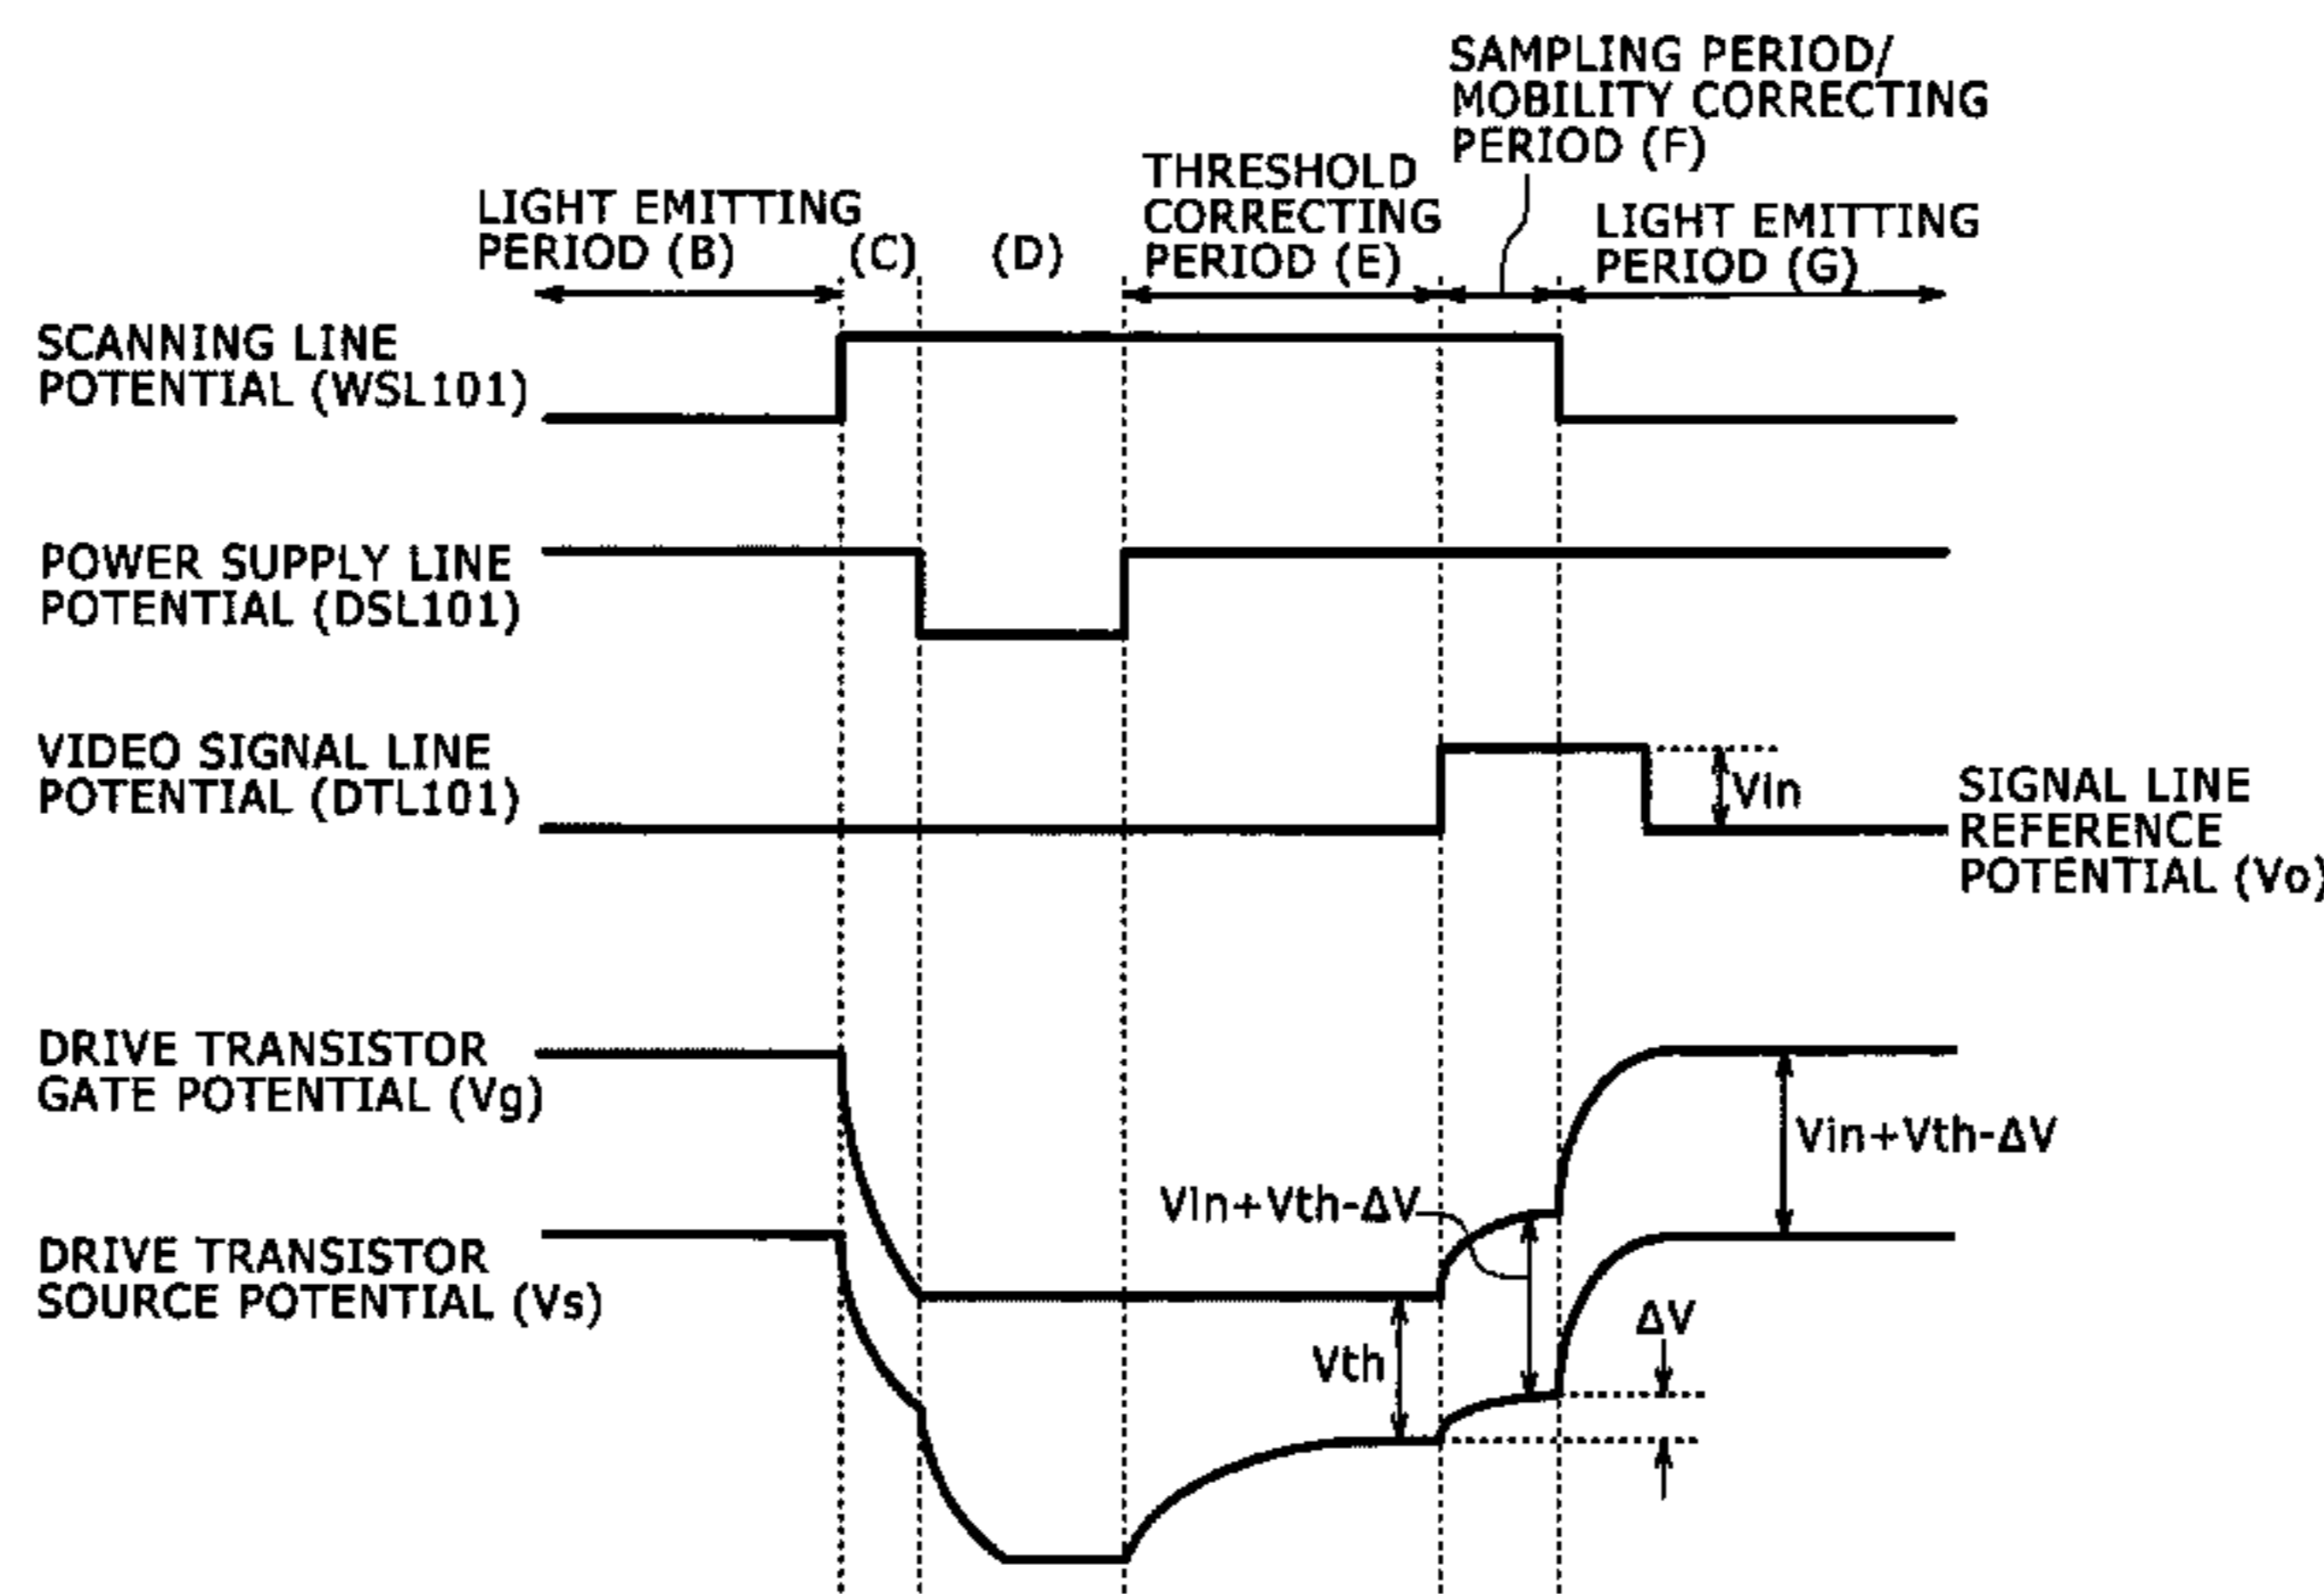 SAMPLING PERIOD/
MOBILITY CORRECTING
PERIOD (F)
THRESHOLD
CORRECTING
PERIOD (E)
LIGHT EMITTING
PERIOD (B)
(C)
(D)
LIGHT EMITTING
PERIOD (G)
SCANNING LINE
POTENTIAL (WSL101)
POWER SUPPLY LINE
POTENTIAL (DSL101)
VIDEO SIGNAL LINE
POTENTIAL (DTL101)
Vin
SIGNAL LINE
REFERENCE
POTENTIAL (Vo)
DRIVE TRANSISTOR
GATE POTENTIAL (Vg)
Vin+Vth-ΔV
Vin+Vth-ΔV
DRIVE TRANSISTOR
SOURCE POTENTIAL (Vs)
Vth
ΔV